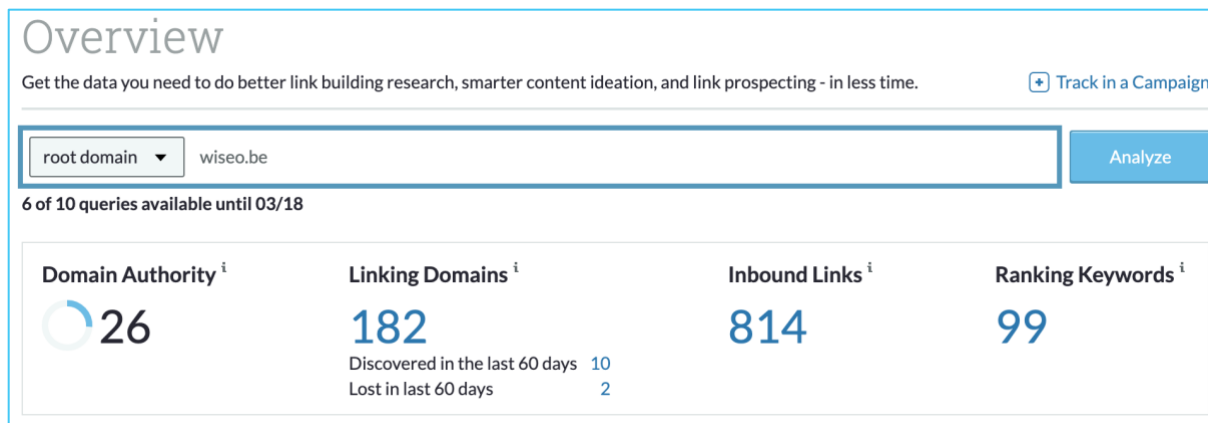 Overview
Get the data you need to do better link building research, smarter content ideation, and link prospecting - in less time.
Track in a Campaign
root domain wiseo.be
Analyze
6 of 10 queries available until 03/18
Domain Authority i
26
Linking Domains i
182
Discovered in the last 60 days 10
Lost in last 60 days 2
Inbound Links i
814
Ranking Keywords i
99